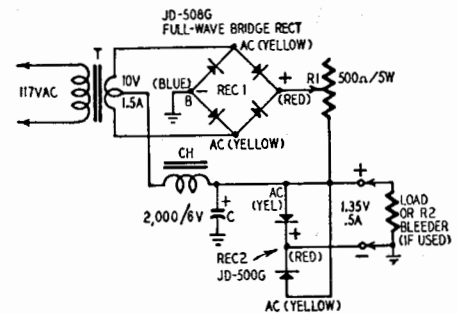 JD-508G
FULL-WAVE BRIDGE RECT
AC (YELLOW)
T
10V
1.5A
117VAC
(BLUE)
B
−
REC 1
+
(RED)
R1
500Ω/5W
AC (YELLOW)
CH
2,000/6V
+
C
AC
(YEL)
+
REC2
JD-500G
(RED)
AC (YELLOW)
+
1.35V
.5A
−
LOAD
OR R2
BLEEDER
(IF USED)